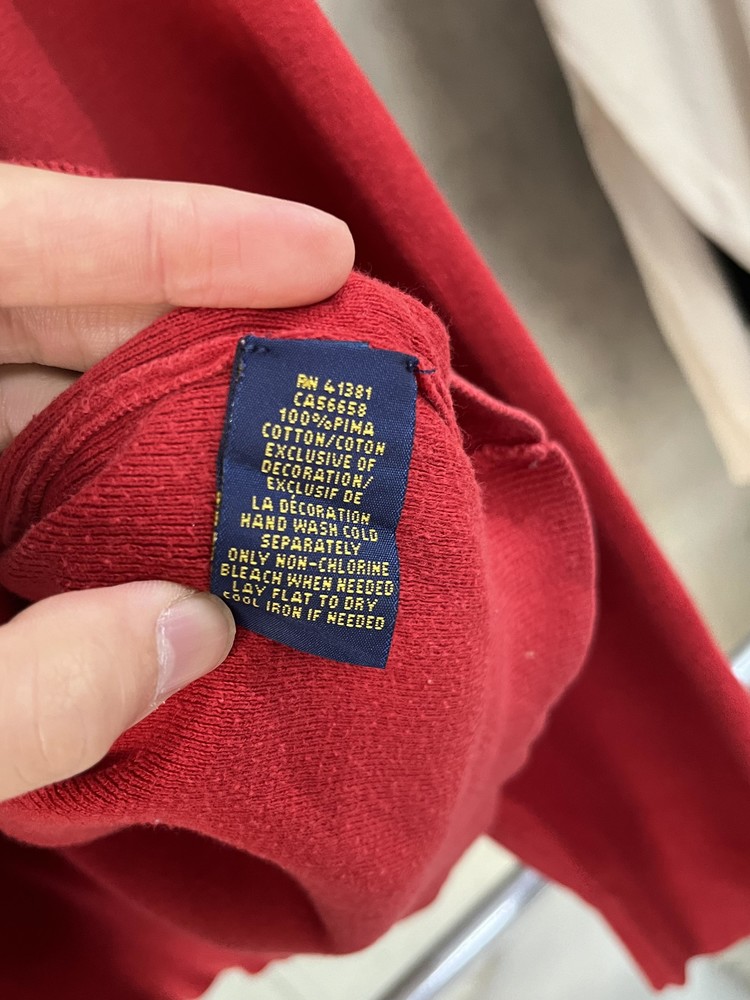 RN 41381
CA56658
100%PIMA
COTTON/COTON
EXCLUSIVE OF
DECORATION/
EXCLUSIF DE
LA DÉCORATION
HAND WASH COLD
SEPARATELY
ONLY NON-CHLORINE
BLEACH WHEN NEEDED
LAY FLAT TO DRY
COOL IRON IF NEEDED